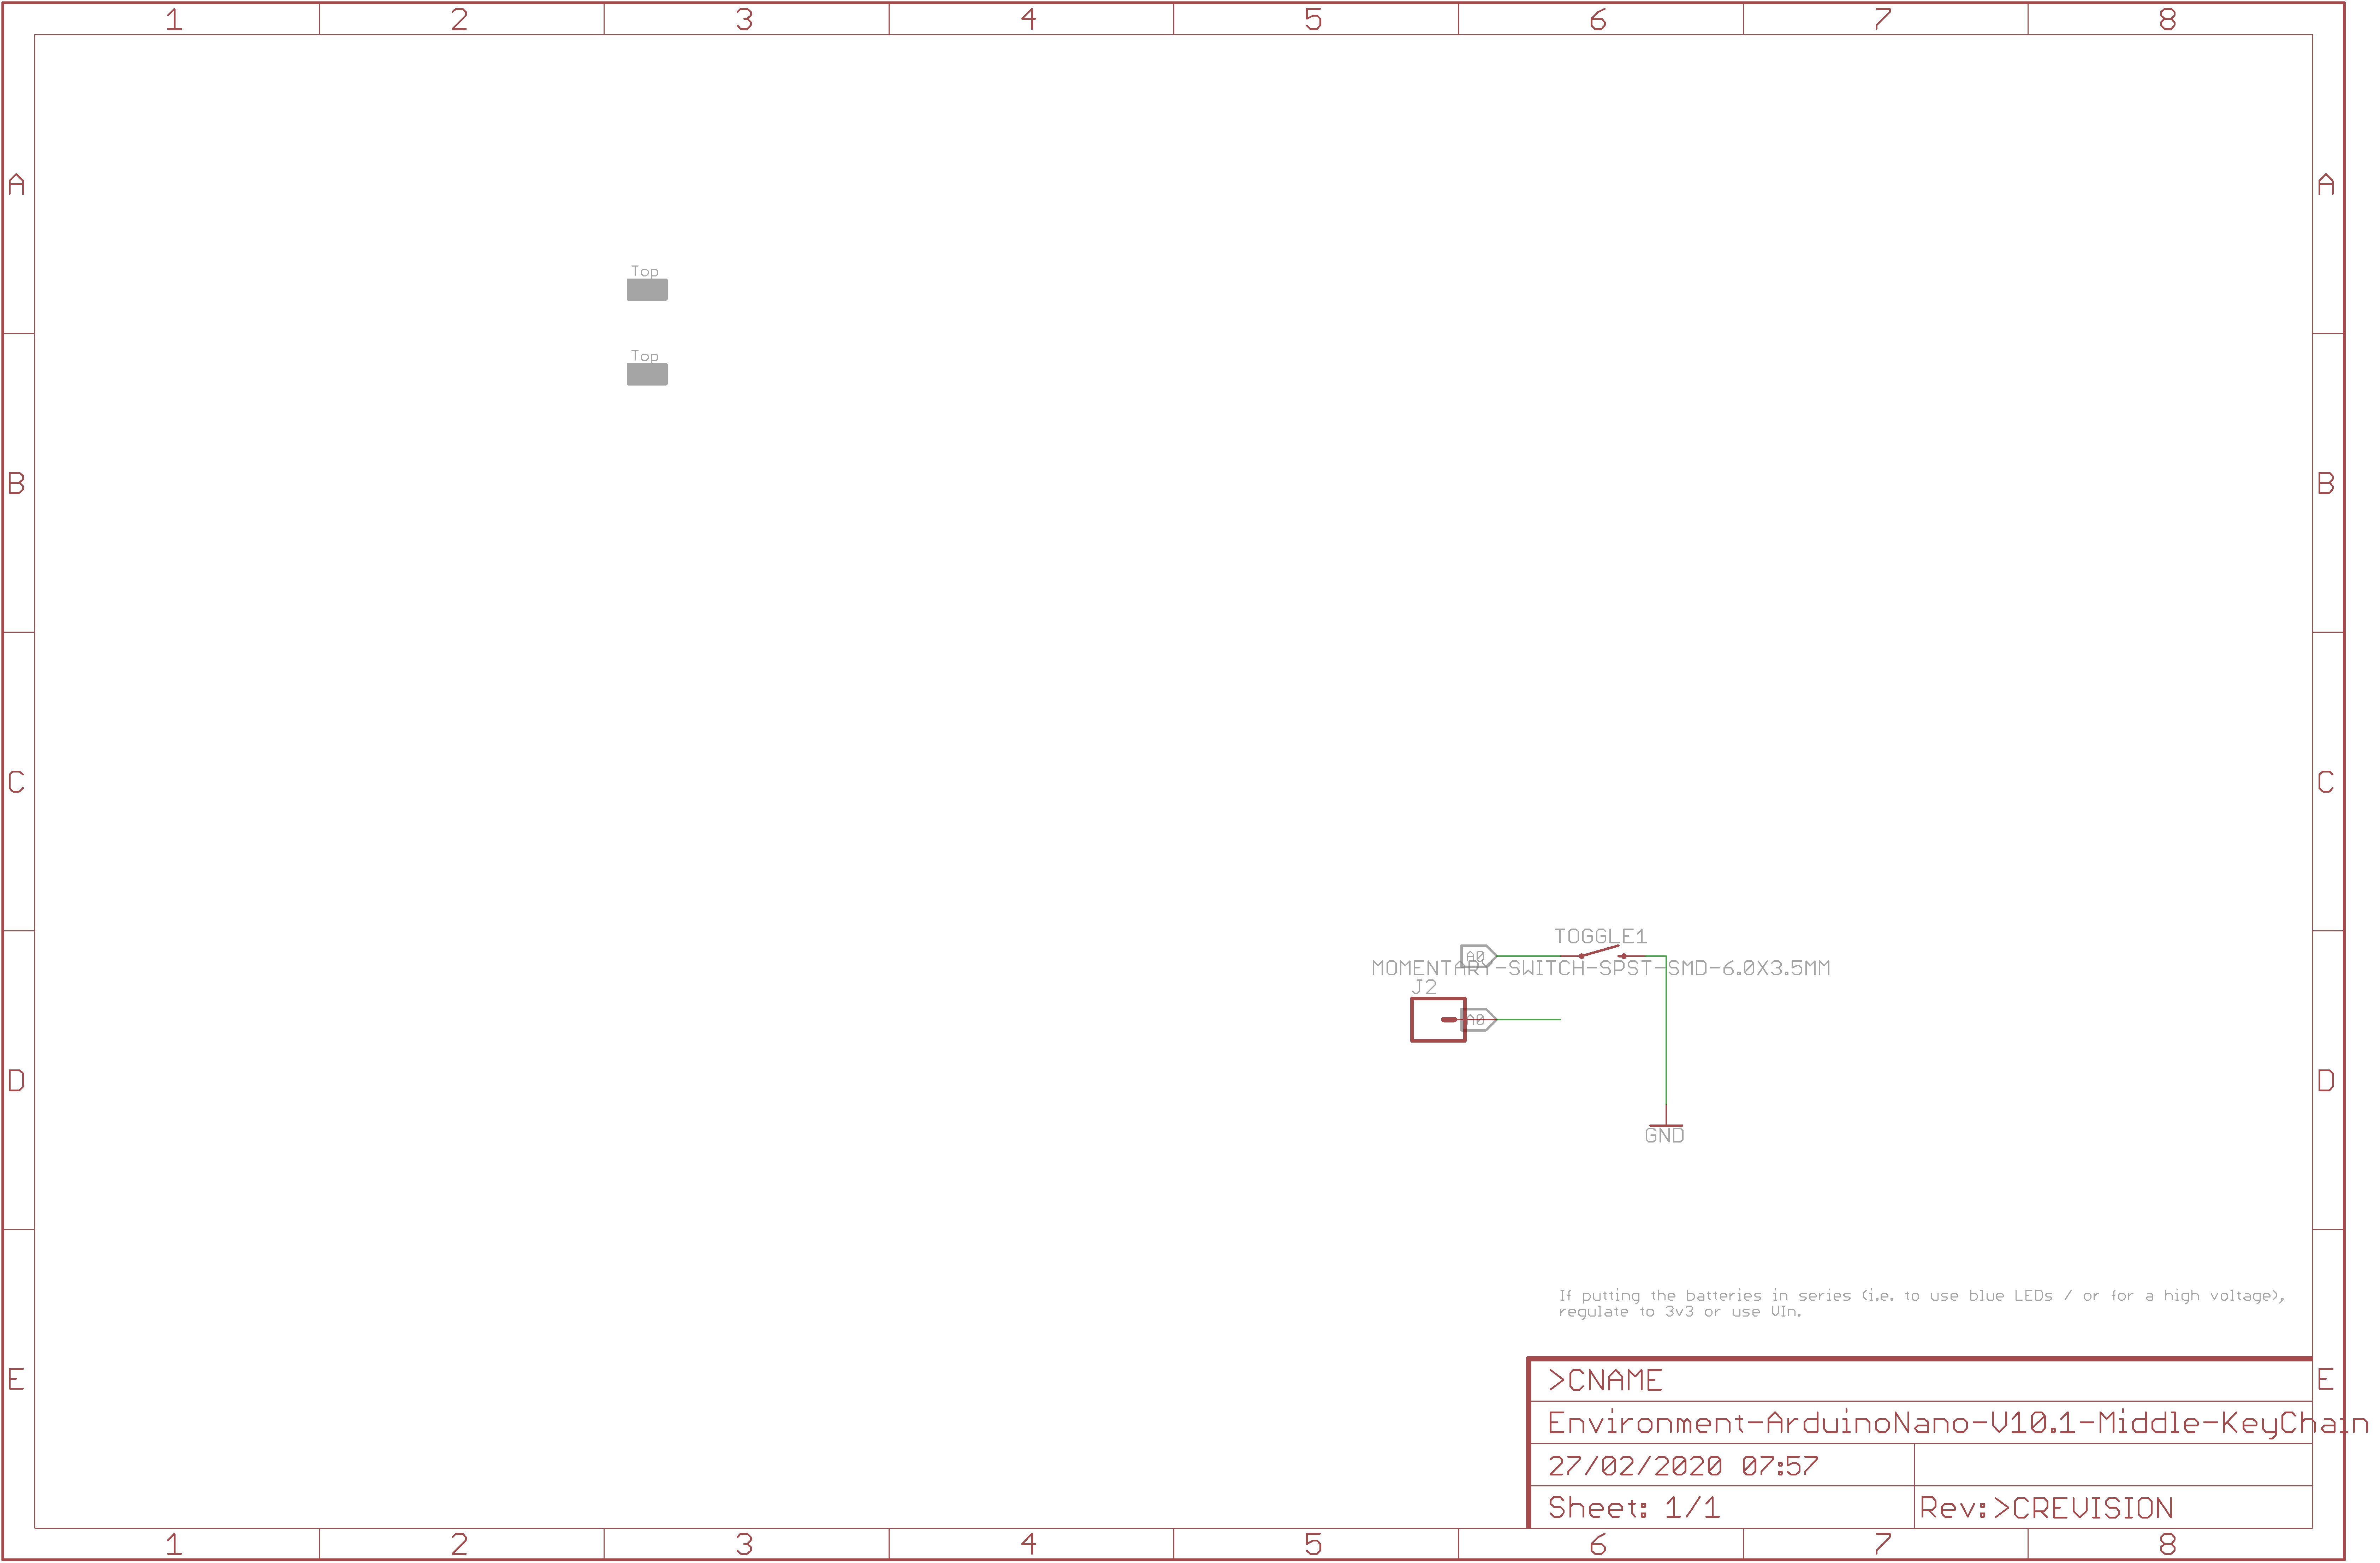 1 2 3 4 5 6 7 8
A A
Top
Top
B B
C C
TOGGLE1
A0
MOMENTARY-SWITCH-SPST-SMD-6.0X3.5MM
J2
A0
D D
GND
If putting the batteries in series (i.e. to use blue LEDs / or for a high voltage),
regulate to 3v3 or use VIn.
E E
>CNAME
Environment-ArduinoNano-V10.1-Middle-KeyChain
27/02/2020 07:57
Sheet: 1/1 Rev:>CREVISION
1 2 3 4 5 6 7 8